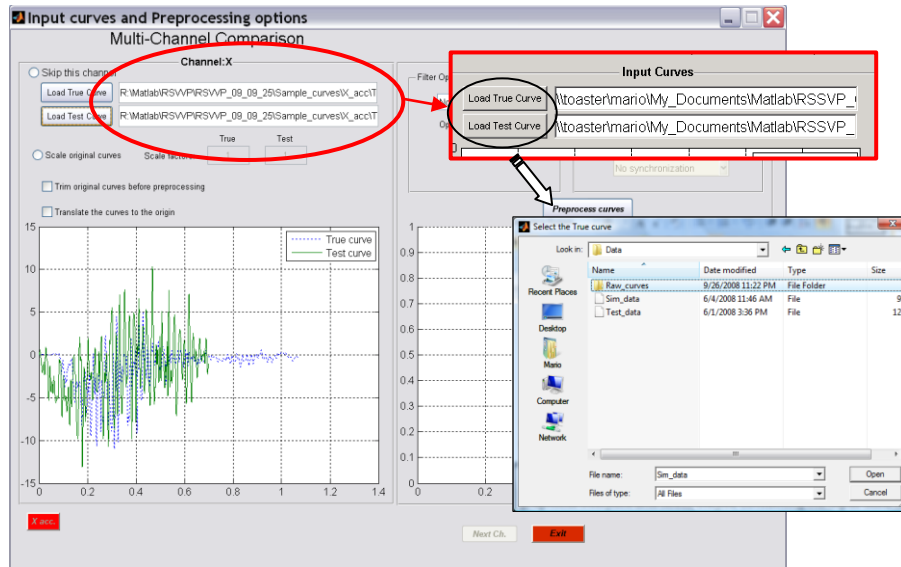 Input curves and Preprocessing options
Multi-Channel Comparison
Channel:X
Skip this channel
Load True Curve
R:\Matlab\RSVVP\RSVVP_09_09_25\Sample_curves\X_acc\T
Load Test Curve
R:\Matlab\RSVVP\RSVVP_09_09_25\Sample_curves\X_acc\T
True Test
Scale original curves
Scale factors
1 1
Trim original curves before preprocessing
Translate the curves to the origin
Filter Op
Input Curves
Load True Curve
\\toaster\mario\My_Documents\Matlab\RSSVP_
Load Test Curve
\\toaster\mario\My_Documents\Matlab\RSSVP_
No synchronization
Preprocess curves
True curve
Test curve
15
10
5
0
-5
-10
-15
0 0.2 0.4 0.6 0.8 1 1.2 1.4
1
0.9
0.8
0.7
0.6
0.5
0.4
0.3
0.2
0.1
0
0 0.2
Select the True curve
Look in:
Data
Name Date modified Type Size
Raw_curves 9/26/2008 11:22 PM File Folder
Sim_data 6/4/2008 11:46 AM File 9
Test_data 6/1/2008 3:36 PM File 12
Recent Places
Desktop
Mario
Computer
Network
File name:
Sim_data
Open
Files of type:
All Files
Cancel
X acc.
Next Ch.
Exit